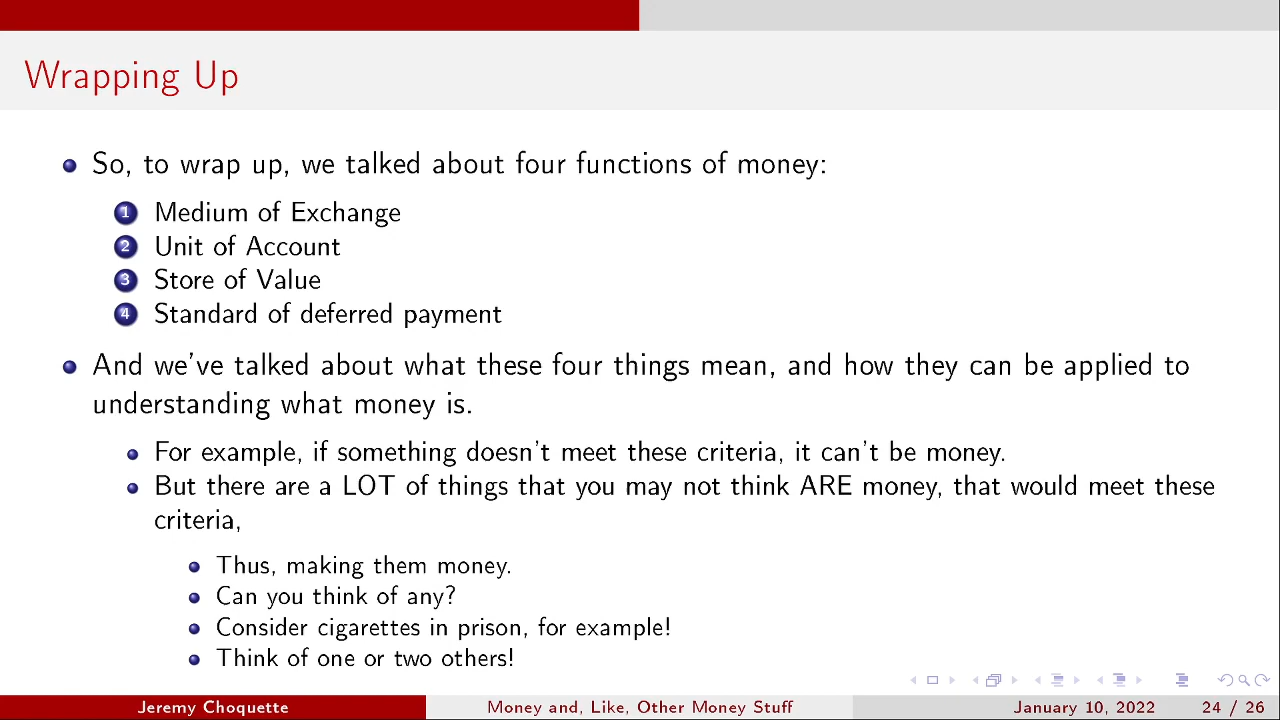 Wrapping Up
So, to wrap up, we talked about four functions of money:
1 Medium of Exchange
2 Unit of Account
3 Store of Value
4 Standard of deferred payment
And we've talked about what these four things mean, and how they can be applied to
understanding what money is.
For example, if something doesn't meet these criteria, it can't be money.
But there are a LOT of things that you may not think ARE money, that would meet these
criteria,
Thus, making them money.
Can you think of any?
Consider cigarettes in prison, for example!
Think of one or two others!
Jeremy Choquette Money and, Like, Other Money Stuff January 10, 2022 24 / 26